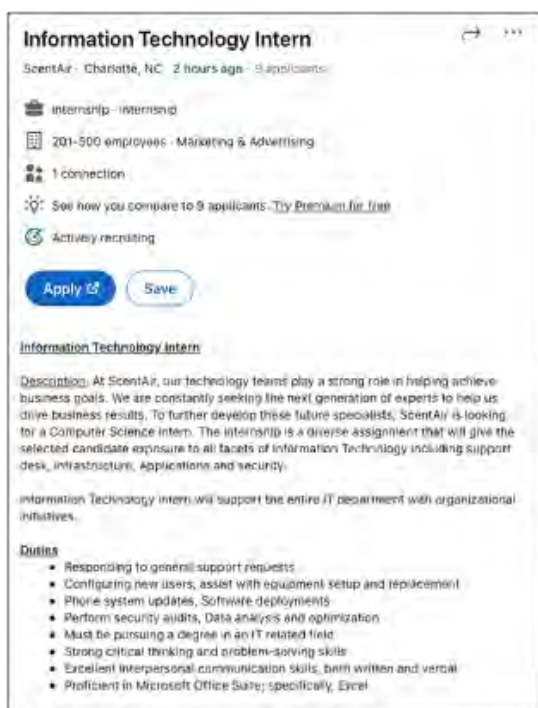 Information Technology Intern
ScentAir · Charlotte, NC 2 hours ago · 9 applicants
Internship · Internship
201-500 employees · Marketing & Advertising
1 connection
See how you compare to 9 applicants. Try Premium for free
Actively recruiting
Apply
Save
Information Technology Intern
Description: At ScentAir, our technology teams play a strong role in helping achieve
business goals. We are constantly seeking the next generation of experts to help us
drive business results. To further develop these future specialists, ScentAir is looking
for a Computer Science Intern. The internship is a diverse assignment that will give the
selected candidate exposure to all facets of Information Technology including support
desk, infrastructure, Applications and security.
Information Technology Intern will support the entire IT department with organizational
initiatives.
Duties
• Responding to general support requests
• Configuring new users, assist with equipment setup and replacement
• Phone system updates, Software deployments
• Perform security audits, Data analysis and optimization
• Must be pursuing a degree in an IT related field
• Strong critical thinking and problem-solving skills
• Excellent interpersonal communication skills, both written and verbal
• Proficient in Microsoft Office Suite; specifically, Excel